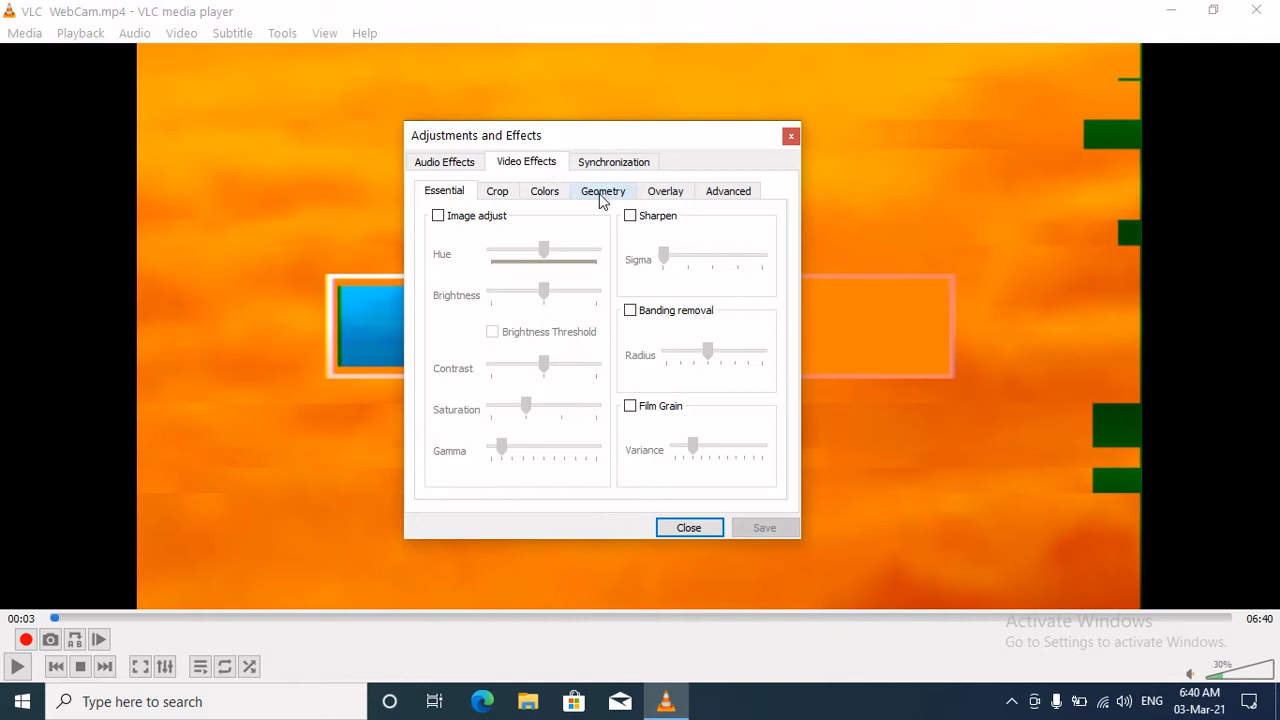 VLC WebCam.mp4 - VLC media player
Media Playback Audio Video Subtitle Tools View Help
Adjustments and Effects
x
Audio Effects Video Effects Synchronization
Essential Crop Colors Geometry Overlay Advanced
Image adjust
Hue
Brightness
Brightness Threshold
Contrast
Saturation
Gamma
Sharpen
Sigma
Banding removal
Radius
Film Grain
Variance
Close Save
00:03 06:40
Activate Windows
Go to Settings to activate Windows.
A B
30%
Type here to search
ENG
6:40 AM
03-Mar-21